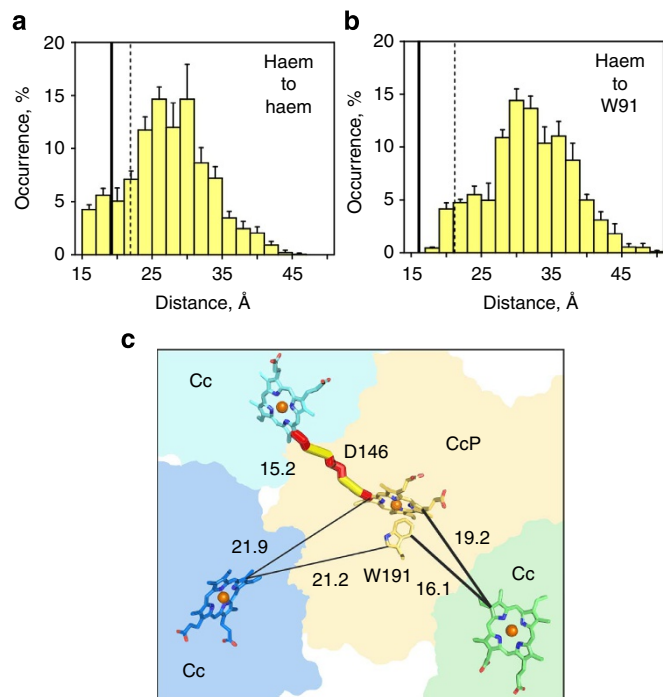 a
20
15
10
5
0
Occurrence, %
Haem
to
haem
15
25
35
45
Distance, Å
b
20
15
10
5
0
Occurrence, %
Haem
to
W91
15
25
35
45
Distance, Å
c
Cc
D146
CcP
15.2
21.9
19.2
21.2
W191
16.1
Cc
Cc